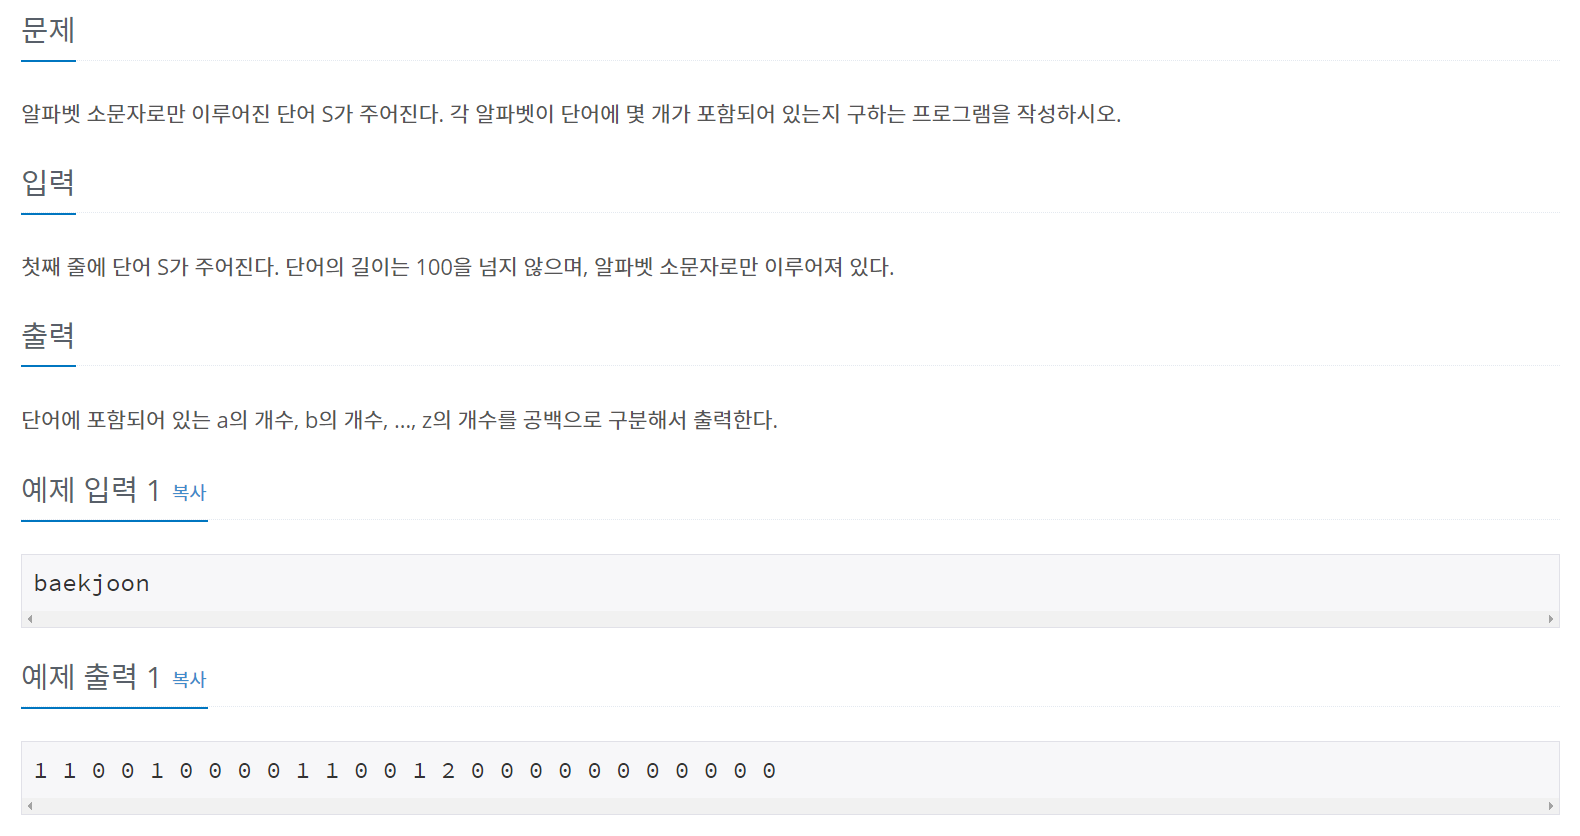 문제
알파벳 소문자로만 이루어진 단어 S가 주어진다. 각 알파벳이 단어에 몇 개가 포함되어 있는지 구하는 프로그램을 작성하시오.
입력
첫째 줄에 단어 S가 주어진다. 단어의 길이는 100을 넘지 않으며, 알파벳 소문자로만 이루어져 있다.
출력
단어에 포함되어 있는 a의 개수, b의 개수, …, z의 개수를 공백으로 구분해서 출력한다.
예제 입력 1 복사
baekjoon
예제 출력 1 복사
1 1 0 0 1 0 0 0 0 1 1 0 0 1 2 0 0 0 0 0 0 0 0 0 0 0